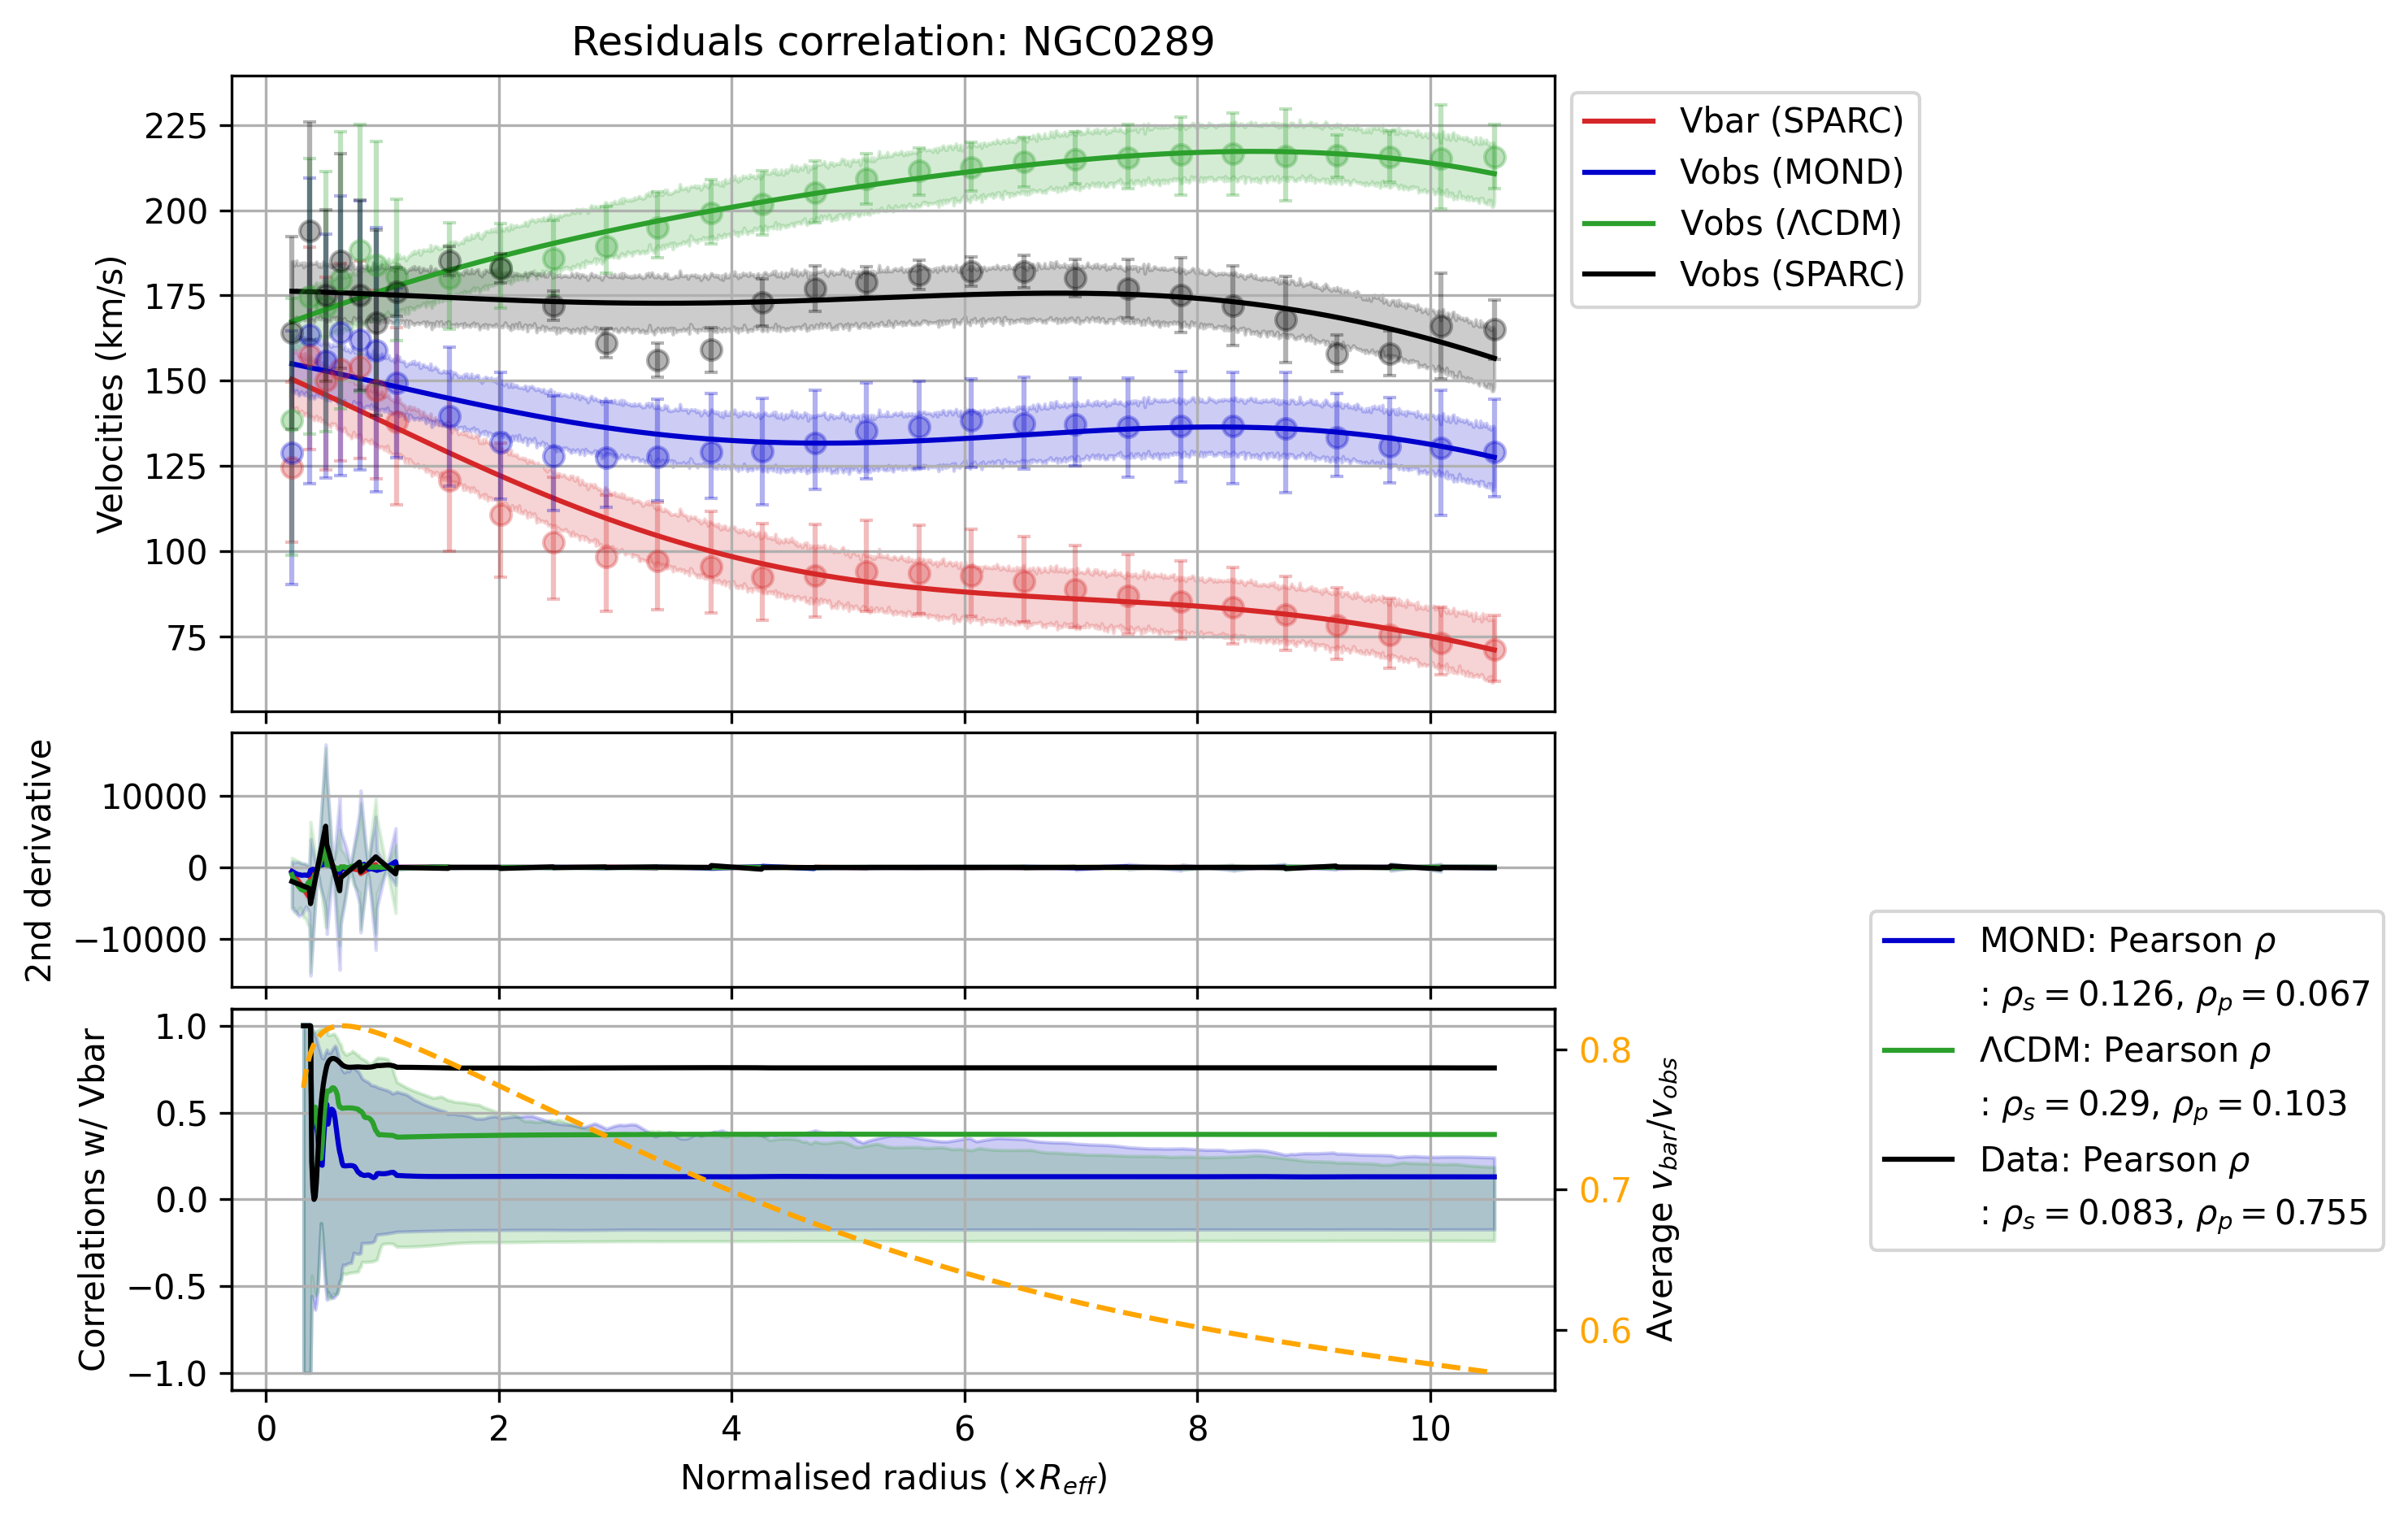 Residuals correlation: NGC0289
Velocities (km/s)
225
200
175
150
125
100
75
Vbar (SPARC)
Vobs (MOND)
Vobs (ΛCDM)
Vobs (SPARC)
2nd derivative
10000
0
−10000
Correlations w/ Vbar
1.0
0.5
0.0
−0.5
−1.0
0.8
0.7
0.6
Average v_bar/v_obs
MOND: Pearson ρ
: ρ_s = 0.126, ρ_p = 0.067
ΛCDM: Pearson ρ
: ρ_s = 0.29, ρ_p = 0.103
Data: Pearson ρ
: ρ_s = 0.083, ρ_p = 0.755
0 2 4 6 8 10
Normalised radius (×R_eff)